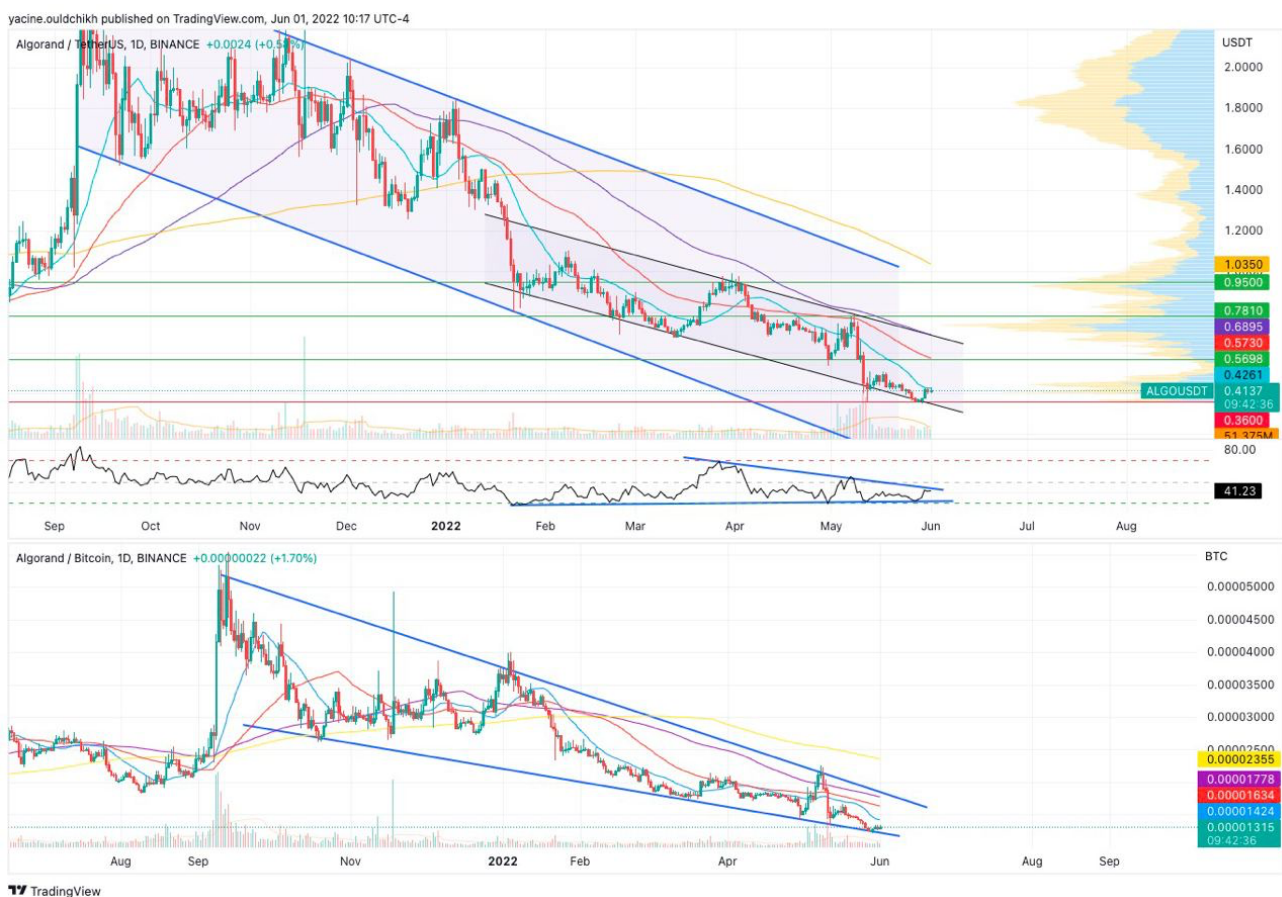 yacine.ouldchikh published on TradingView.com, Jun 01, 2022 10:17 UTC-4
Algorand / TetherUS, 1D, BINANCE +0.0024 (+0.58%)
USDT
2.0000
1.8000
1.6000
1.4000
1.2000
1.0350
0.9500
0.7810
0.6895
0.5730
0.5698
0.4261
ALGOUSDT 0.4137
09:42:36
0.3600
51.375M
80.00
41.23
Sep Oct Nov Dec 2022 Feb Mar Apr May Jun Jul Aug
Algorand / Bitcoin, 1D, BINANCE +0.00000022 (+1.70%)
BTC
0.00005000
0.00004500
0.00004000
0.00003500
0.00003000
0.00002500
0.00002355
0.00001778
0.00001634
0.00001424
0.00001315
09:42:36
Aug Sep Nov 2022 Feb Apr Jun Aug Sep
TradingView